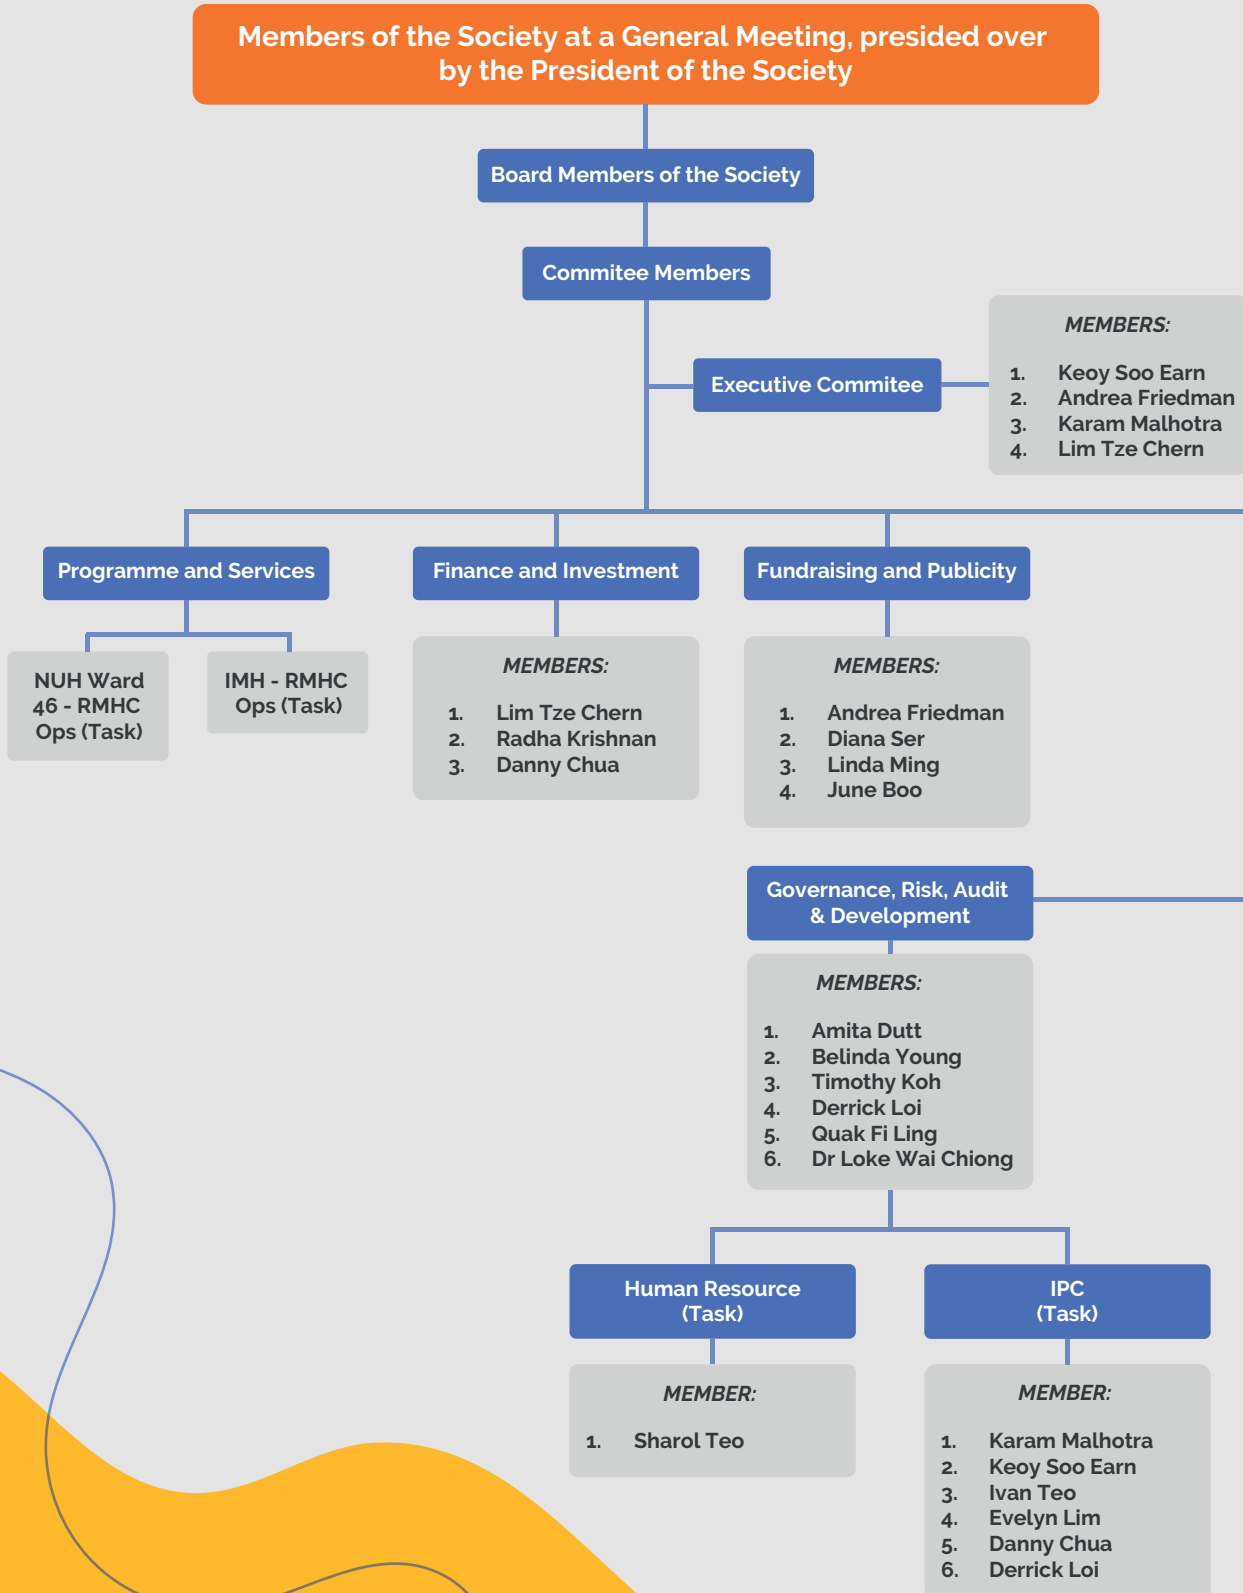 Members of the Society at a General Meeting, presided over
by the President of the Society
Board Members of the Society
Commitee Members
Executive Commitee
MEMBERS:
1. Keoy Soo Earn
2. Andrea Friedman
3. Karam Malhotra
4. Lim Tze Chern
Programme and Services
NUH Ward
46 - RMHC
Ops (Task)
IMH - RMHC
Ops (Task)
Finance and Investment
MEMBERS:
1. Lim Tze Chern
2. Radha Krishnan
3. Danny Chua
Fundraising and Publicity
MEMBERS:
1. Andrea Friedman
2. Diana Ser
3. Linda Ming
4. June Boo
Governance, Risk, Audit
& Development
MEMBERS:
1. Amita Dutt
2. Belinda Young
3. Timothy Koh
4. Derrick Loi
5. Quak Fi Ling
6. Dr Loke Wai Chiong
Human Resource
(Task)
MEMBER:
1. Sharol Teo
IPC
(Task)
MEMBER:
1. Karam Malhotra
2. Keoy Soo Earn
3. Ivan Teo
4. Evelyn Lim
5. Danny Chua
6. Derrick Loi